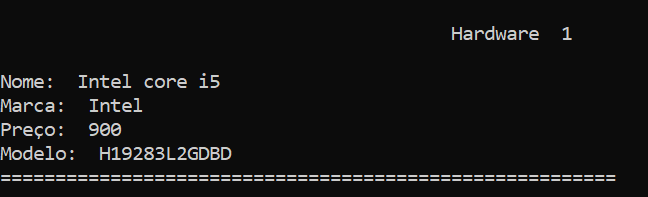 Hardware  1
Nome:  Intel core i5
Marca:  Intel
Preço:  900
Modelo:  H19283L2GDBD
========================================================